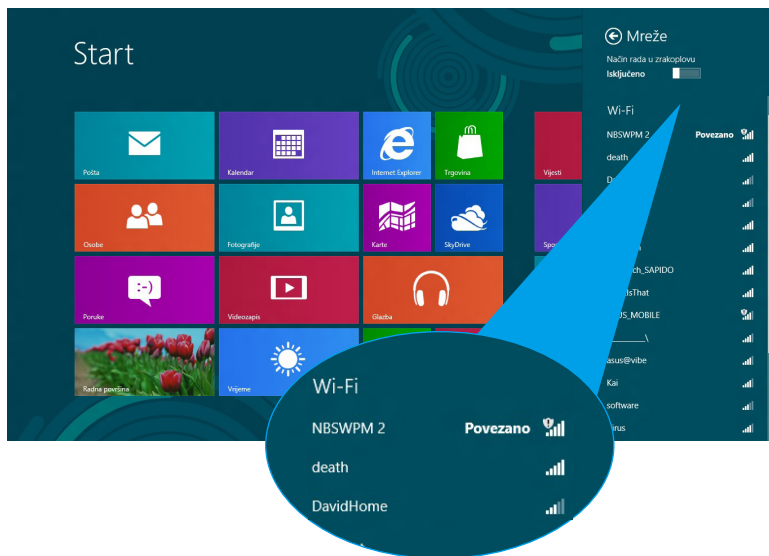 Start
Pošta
Kalendar
Internet Explorer
Trgovina
Vijesti
Osobe
Fotografije
Karte
SkyDrive
Poruke
:-)
Videozapis
Glazba
Radna površina
Vrijeme
Mreže
Način rada u zrakoplovu
Isključeno
Wi-Fi
NBSWPM 2 Povezano
death
IsThat
_MOBILE
asus@vibe
Kai
software
Wi-Fi
NBSWPM 2 Povezano
death
DavidHome